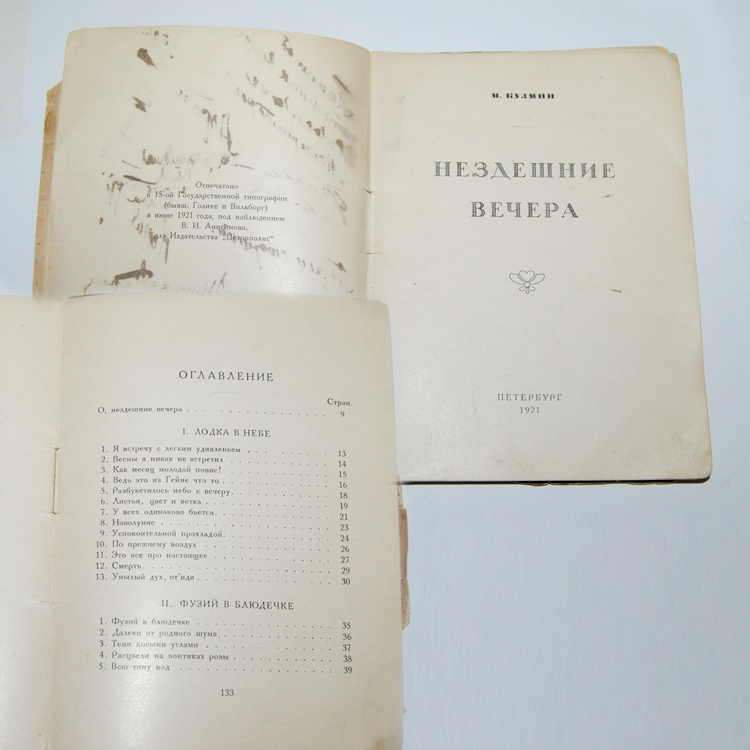 Отпечатано
в 15-ой Государственной типографии
(бывш. Голике и Вильборг)
в июне 1921 года, под наблюдением
В. И. Анисимова,
для Издательства „Петрополис“
М. КУЗМИН
НЕЗДЕШНИЕ
ВЕЧЕРА
ПЕТЕРБУРГ
1921
ОГЛАВЛЕНИЕ
Стран.
О, нездешние вечера . . . . . . . . . . . . . 9
I. ЛОДКА В НЕБЕ
1. Я встречу с легким удивленьем . . . . . . . . 13
2. Весны я никак не встретил . . . . . . . . . 14
3. Как месяц молодой повис! . . . . . . . . . 15
4. Ведь это из Гейне что то . . . . . . . . . 16
5. Разбукетилось небо к вечеру. . . . . . . . . 18
6. Листья, цвет и ветка . . . . . . . . . . . 19
7. У всех одинаково бьется. . . . . . . . . . 21
8. Новолуние . . . . . . . . . . . . . . . 23
9. Успокоительной прохладой. . . . . . . . . . 24
10. По прежнему воздух . . . . . . . . . . . 26
11. Это все про настоящее . . . . . . . . . . 27
12. Смерть. . . . . . . . . . . . . . . . 29
13. Унылый дух, от'иди . . . . . . . . . . . 30
II. ФУЗИЙ В БЛЮДЕЧКЕ
1. Фузий в блюдечке . . . . . . . . . . . . 35
2. Далеки от родного шума . . . . . . . . . . 36
3. Тени косыми углами . . . . . . . . . . . 37
4. Расцвели на зонтиках розы . . . . . . . . . 38
5. Всю тину вод . . . . . . . . . . . . . 39
133